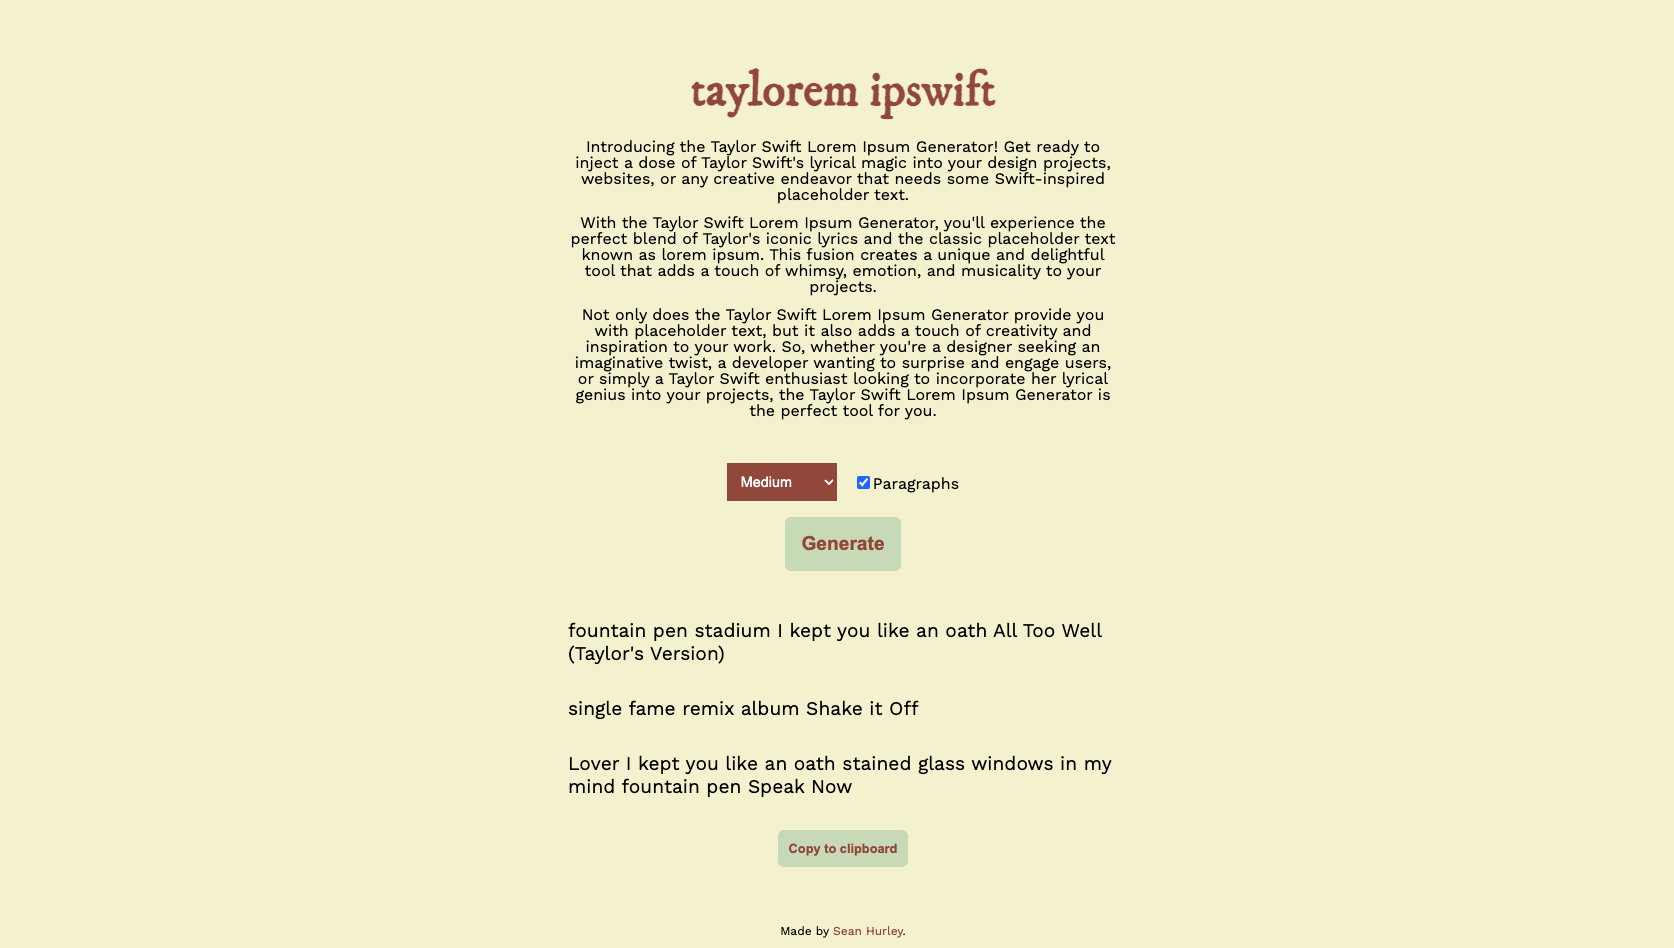 taylorem ipswift
Introducing the Taylor Swift Lorem Ipsum Generator! Get ready to
inject a dose of Taylor Swift's lyrical magic into your design projects,
websites, or any creative endeavor that needs some Swift-inspired
placeholder text.
With the Taylor Swift Lorem Ipsum Generator, you'll experience the
perfect blend of Taylor's iconic lyrics and the classic placeholder text
known as lorem ipsum. This fusion creates a unique and delightful
tool that adds a touch of whimsy, emotion, and musicality to your
projects.
Not only does the Taylor Swift Lorem Ipsum Generator provide you
with placeholder text, but it also adds a touch of creativity and
inspiration to your work. So, whether you're a designer seeking an
imaginative twist, a developer wanting to surprise and engage users,
or simply a Taylor Swift enthusiast looking to incorporate her lyrical
genius into your projects, the Taylor Swift Lorem Ipsum Generator is
the perfect tool for you.
Medium Paragraphs
Generate
fountain pen stadium I kept you like an oath All Too Well
(Taylor's Version)
single fame remix album Shake it Off
Lover I kept you like an oath stained glass windows in my
mind fountain pen Speak Now
Copy to clipboard
Made by Sean Hurley.